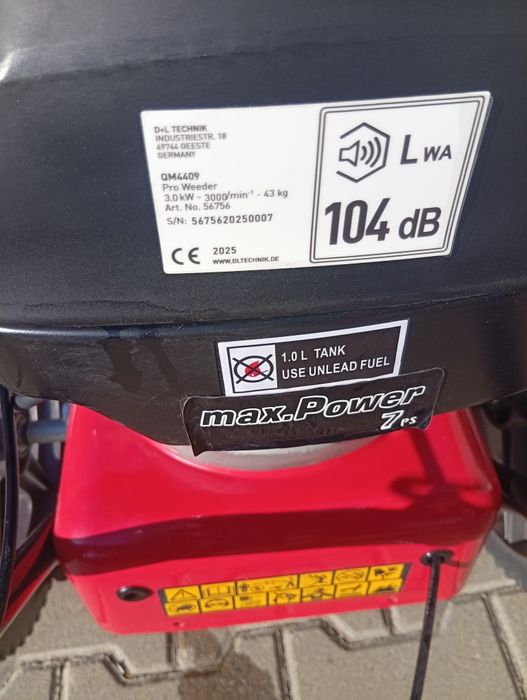 D+L TECHNIK
INDUSTRIESTR. 18
49744 GEESTE
GERMANY
QM4409
Pro Weeder
3.0 kW - 3000/min⁻¹ - 43 kg
Art. No. 56756
S/N: 5675620250007
CE 2025
WWW.DLTECHNIK.DE
LWA
104 dB
1.0 L TANK
USE UNLEAD FUEL
max.Power
7 PS